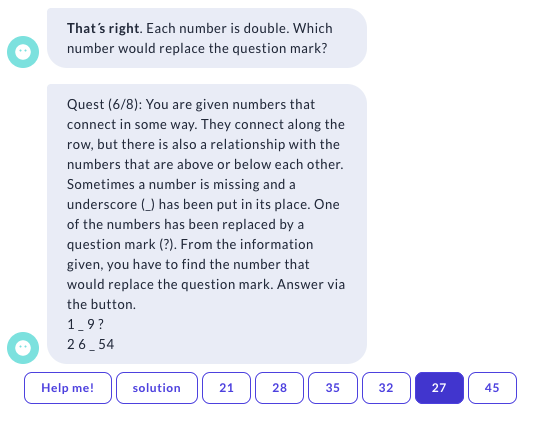 That´s right. Each number is double. Which
number would replace the question mark?
Quest (6/8): You are given numbers that
connect in some way. They connect along the
row, but there is also a relationship with the
numbers that are above or below each other.
Sometimes a number is missing and a
underscore (_) has been put in its place. One
of the numbers has been replaced by a
question mark (?). From the information
given, you have to find the number that
would replace the question mark. Answer via
the button.
1 _ 9 ?
2 6 _ 54
Help me! solution 21 28 35 32 27 45